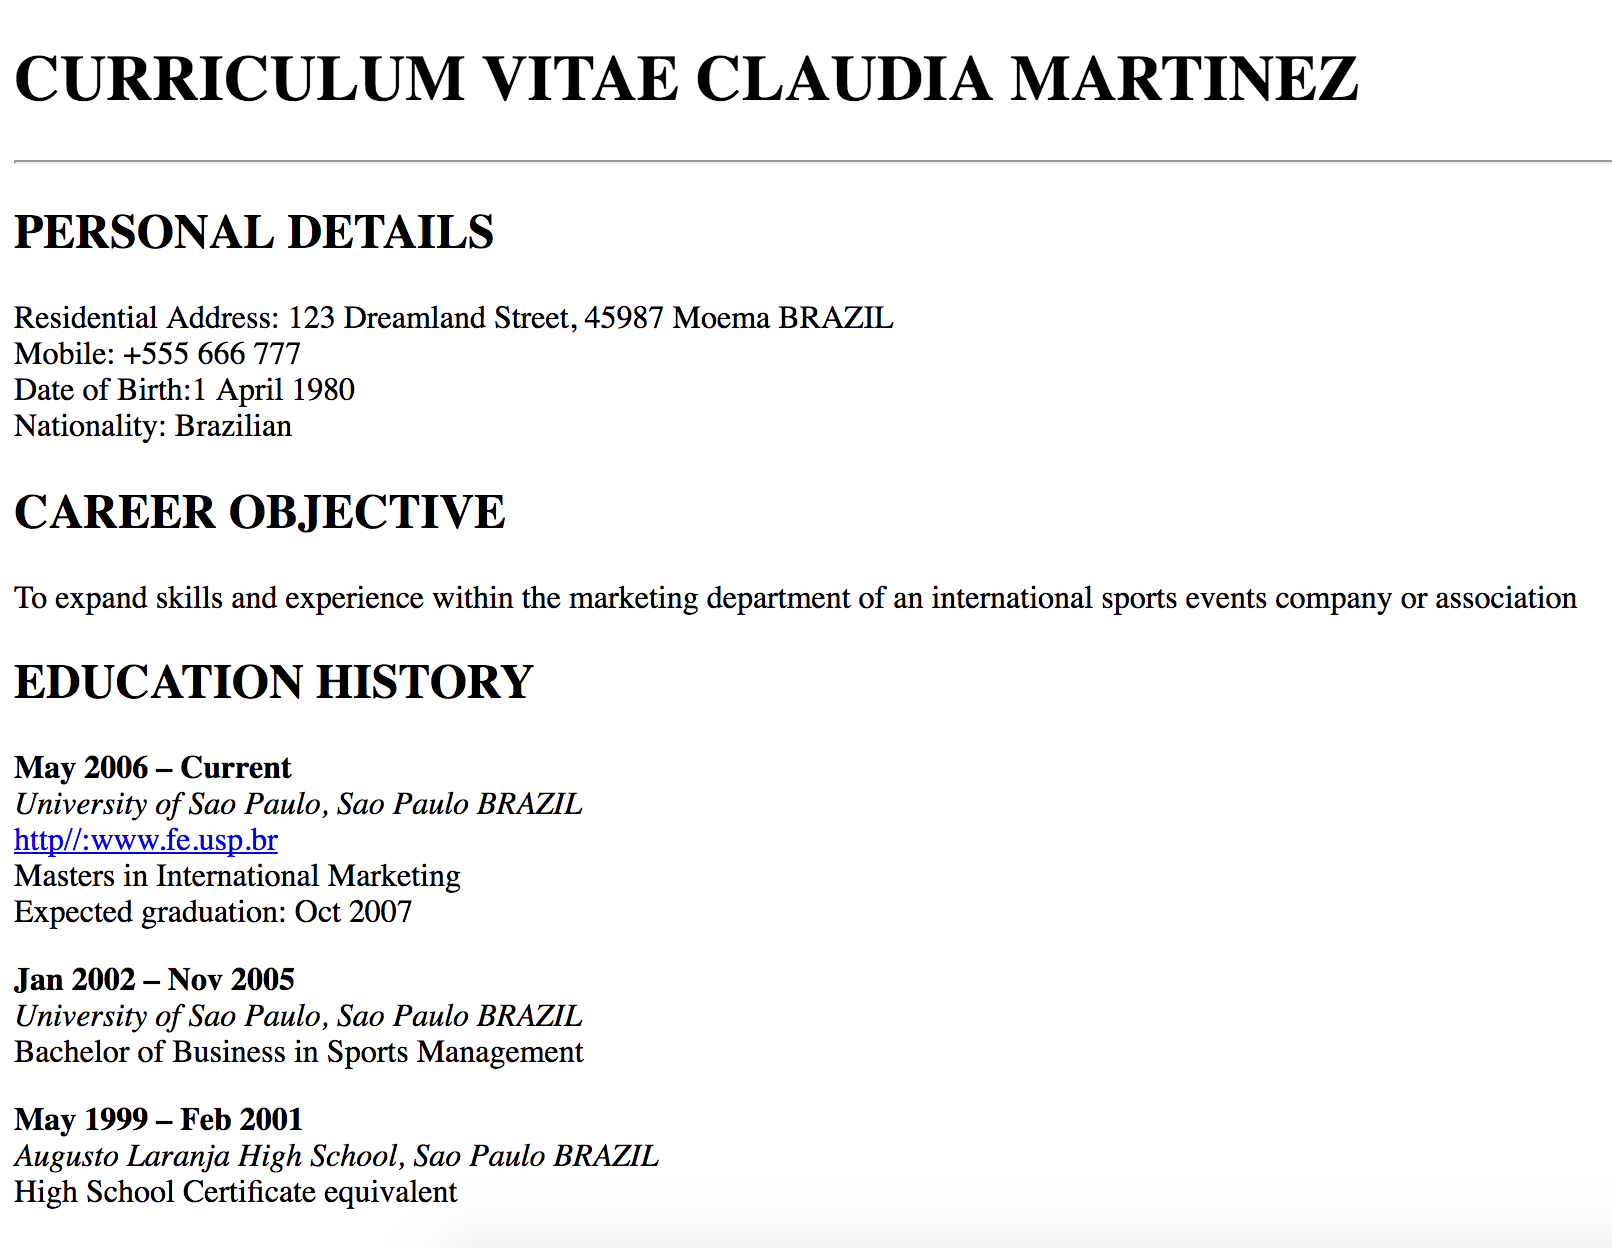 CURRICULUM VITAE CLAUDIA MARTINEZ
PERSONAL DETAILS
Residential Address: 123 Dreamland Street, 45987 Moema BRAZIL
Mobile: +555 666 777
Date of Birth:1 April 1980
Nationality: Brazilian
CAREER OBJECTIVE
To expand skills and experience within the marketing department of an international sports events company or association
EDUCATION HISTORY
May 2006 – Current
University of Sao Paulo, Sao Paulo BRAZIL
http//:www.fe.usp.br
Masters in International Marketing
Expected graduation: Oct 2007
Jan 2002 – Nov 2005
University of Sao Paulo, Sao Paulo BRAZIL
Bachelor of Business in Sports Management
May 1999 – Feb 2001
Augusto Laranja High School, Sao Paulo BRAZIL
High School Certificate equivalent